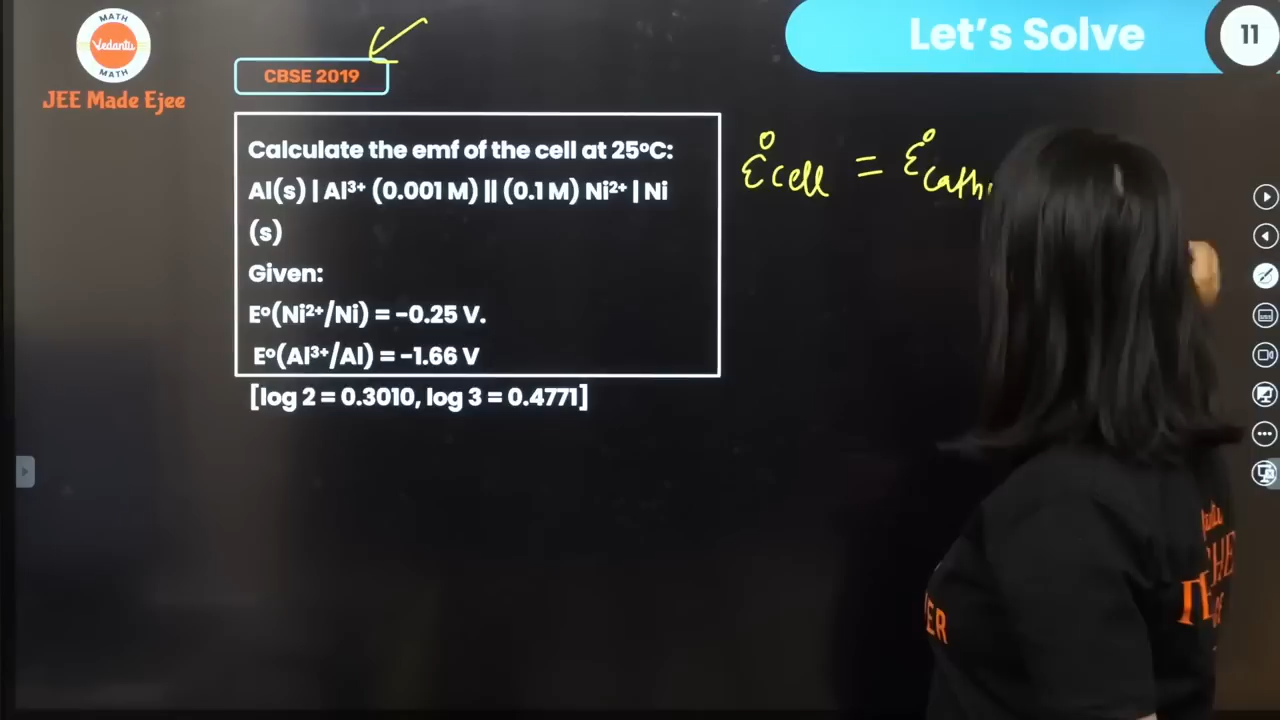 MATH
Vedantu
MATH
JEE Made Ejee
Let's Solve
11
CBSE 2019
Calculate the emf of the cell at 25°C:
Al(s) | Al³⁺ (0.001 M) || (0.1 M) Ni²⁺ | Ni
(s)
Given:
E°(Ni²⁺/Ni) = -0.25 V.
E°(Al³⁺/Al) = -1.66 V
[log 2 = 0.3010, log 3 = 0.4771]
E°cell = E°cath